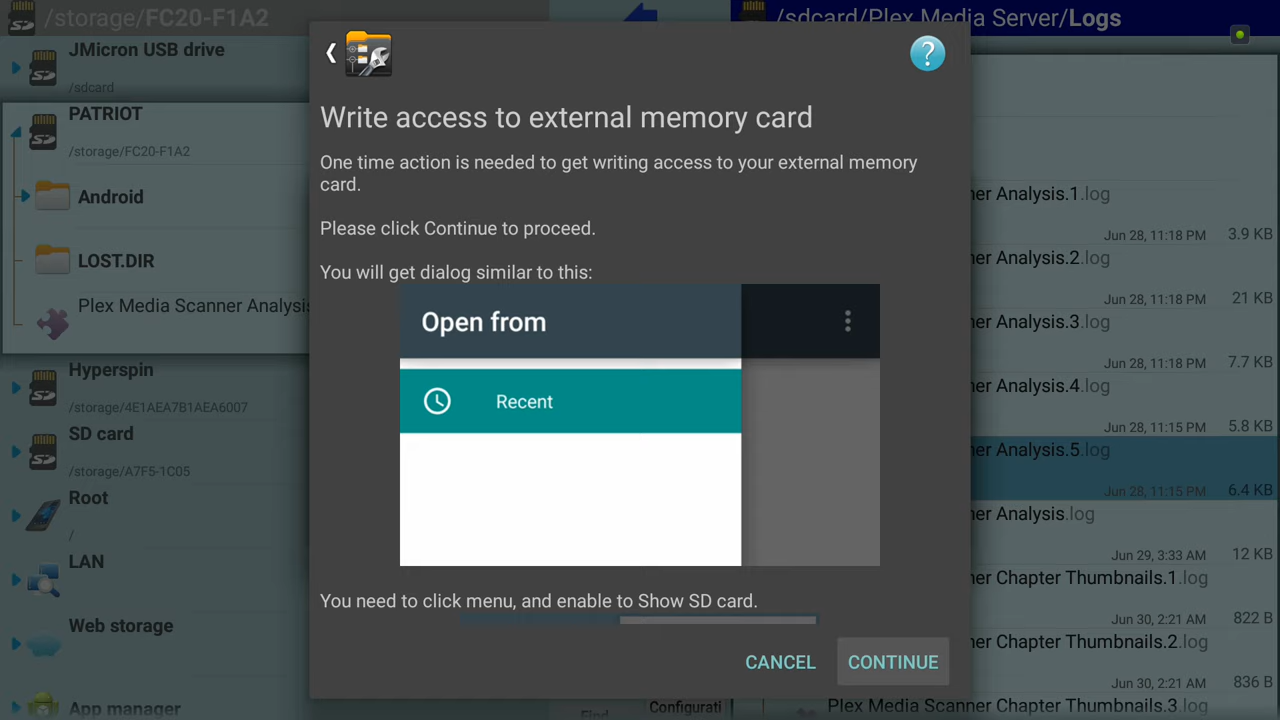 /storage/FC20-F1A2
JMicron USB drive
/sdcard
PATRIOT
/storage/FC20-F1A2
Android
LOST.DIR
Plex Media Scanner Analysis
Hyperspin
/storage/4E1AEA7B1AEA6007
SD card
/storage/A7F5-1C05
Root
/
LAN
Web storage
App manager
?
Write access to external memory card
One time action is needed to get writing access to your external memory
card.
Please click Continue to proceed.
You will get dialog similar to this:
Open from
Recent
You need to click menu, and enable to Show SD card.
CANCEL
CONTINUE
Find
Configurati
/sdcard/Plex Media Server/Logs
ner Analysis.1.log
Jun 28, 11:18 PM 3.9 KB
ner Analysis.2.log
Jun 28, 11:18 PM 21 KB
ner Analysis.3.log
Jun 28, 11:18 PM 7.7 KB
ner Analysis.4.log
Jun 28, 11:15 PM 5.8 KB
ner Analysis.5.log
Jun 28, 11:15 PM 6.4 KB
ner Analysis.log
Jun 29, 3:33 AM 12 KB
ner Chapter Thumbnails.1.log
Jun 30, 2:21 AM 822 B
ner Chapter Thumbnails.2.log
Jun 30, 2:21 AM 836 B
Plex Media Scanner Chapter Thumbnails.3.log